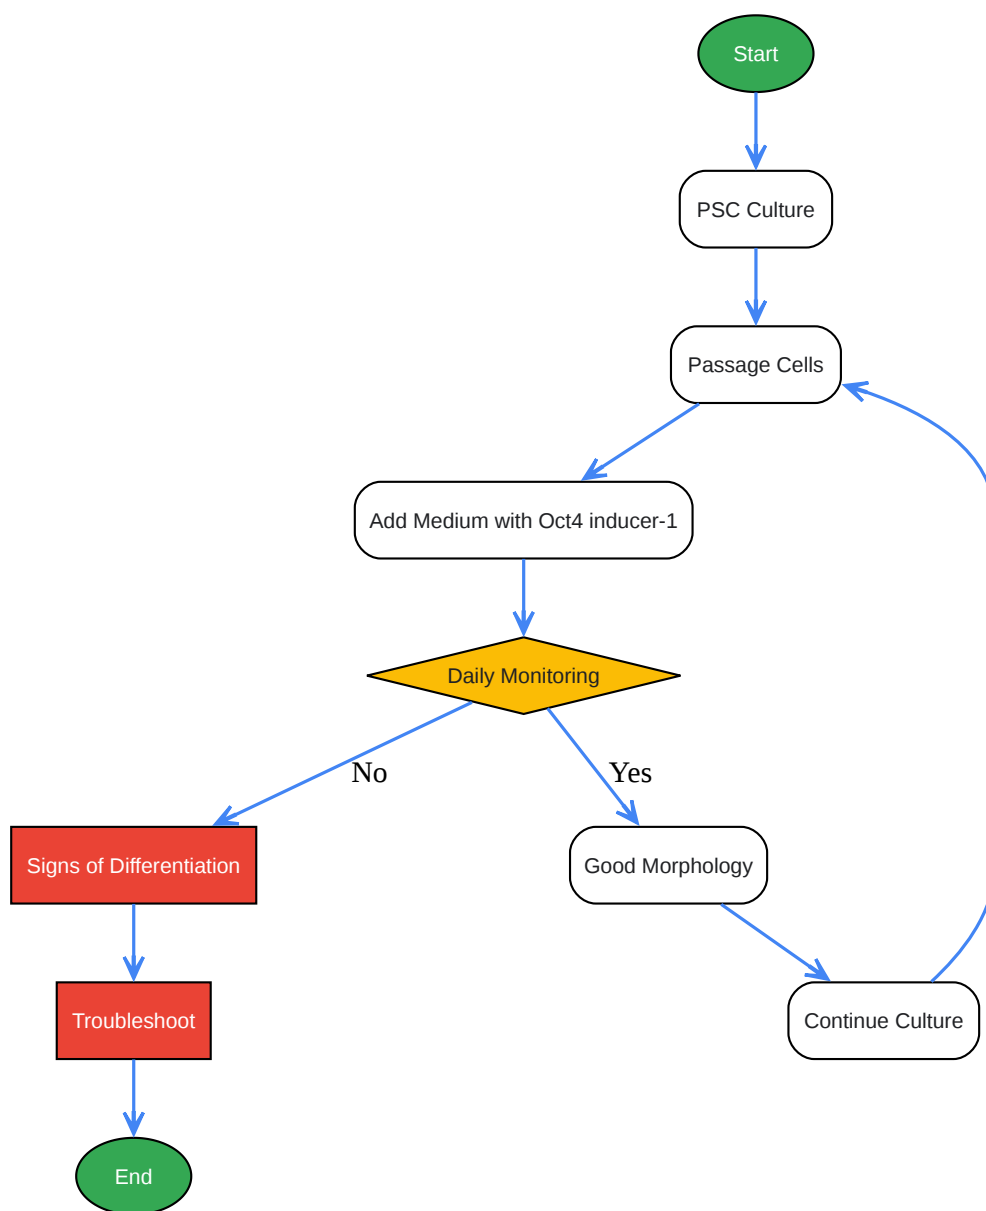 Start
PSC Culture
Passage Cells
Add Medium with Oct4 inducer-1
Daily Monitoring
No
Yes
Signs of Differentiation
Good Morphology
Troubleshoot
Continue Culture
End